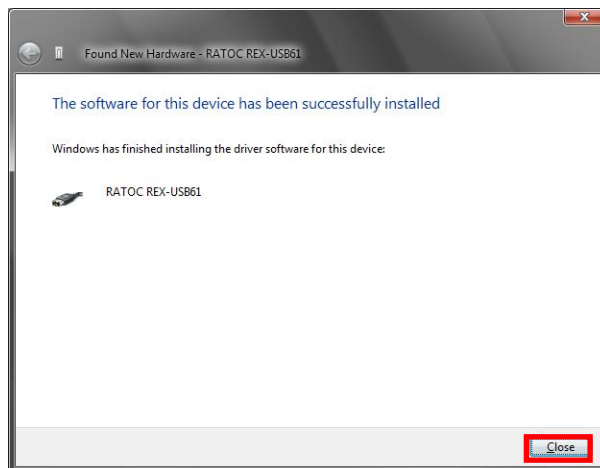 Found New Hardware - RATOC REX-USB61
The software for this device has been successfully installed
Windows has finished installing the driver software for this device:
RATOC REX-USB61
Close